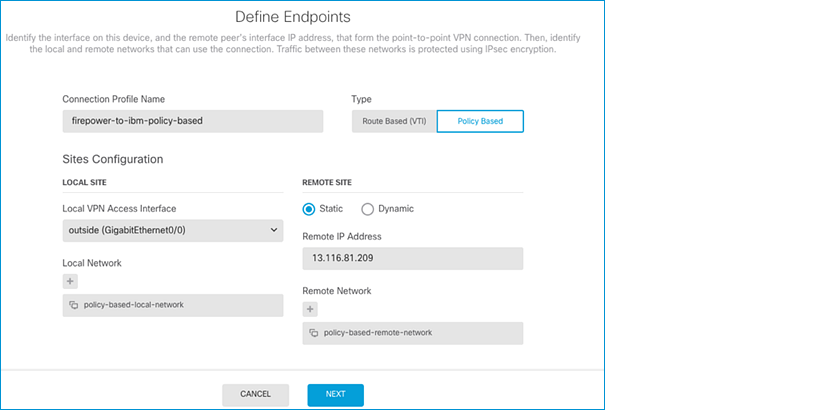 Define Endpoints
Identify the interface on this device, and the remote peer's interface IP address, that form the point-to-point VPN connection. Then, identify
the local and remote networks that can use the connection. Traffic between these networks is protected using IPsec encryption.
Connection Profile Name
Type
firepower-to-ibm-policy-based
Route Based (VTI)
Policy Based
Sites Configuration
LOCAL SITE
REMOTE SITE
Local VPN Access Interface
Static
Dynamic
outside (GigabitEthernet0/0)
Remote IP Address
13.116.81.209
Local Network
+
policy-based-local-network
Remote Network
+
policy-based-remote-network
CANCEL
NEXT